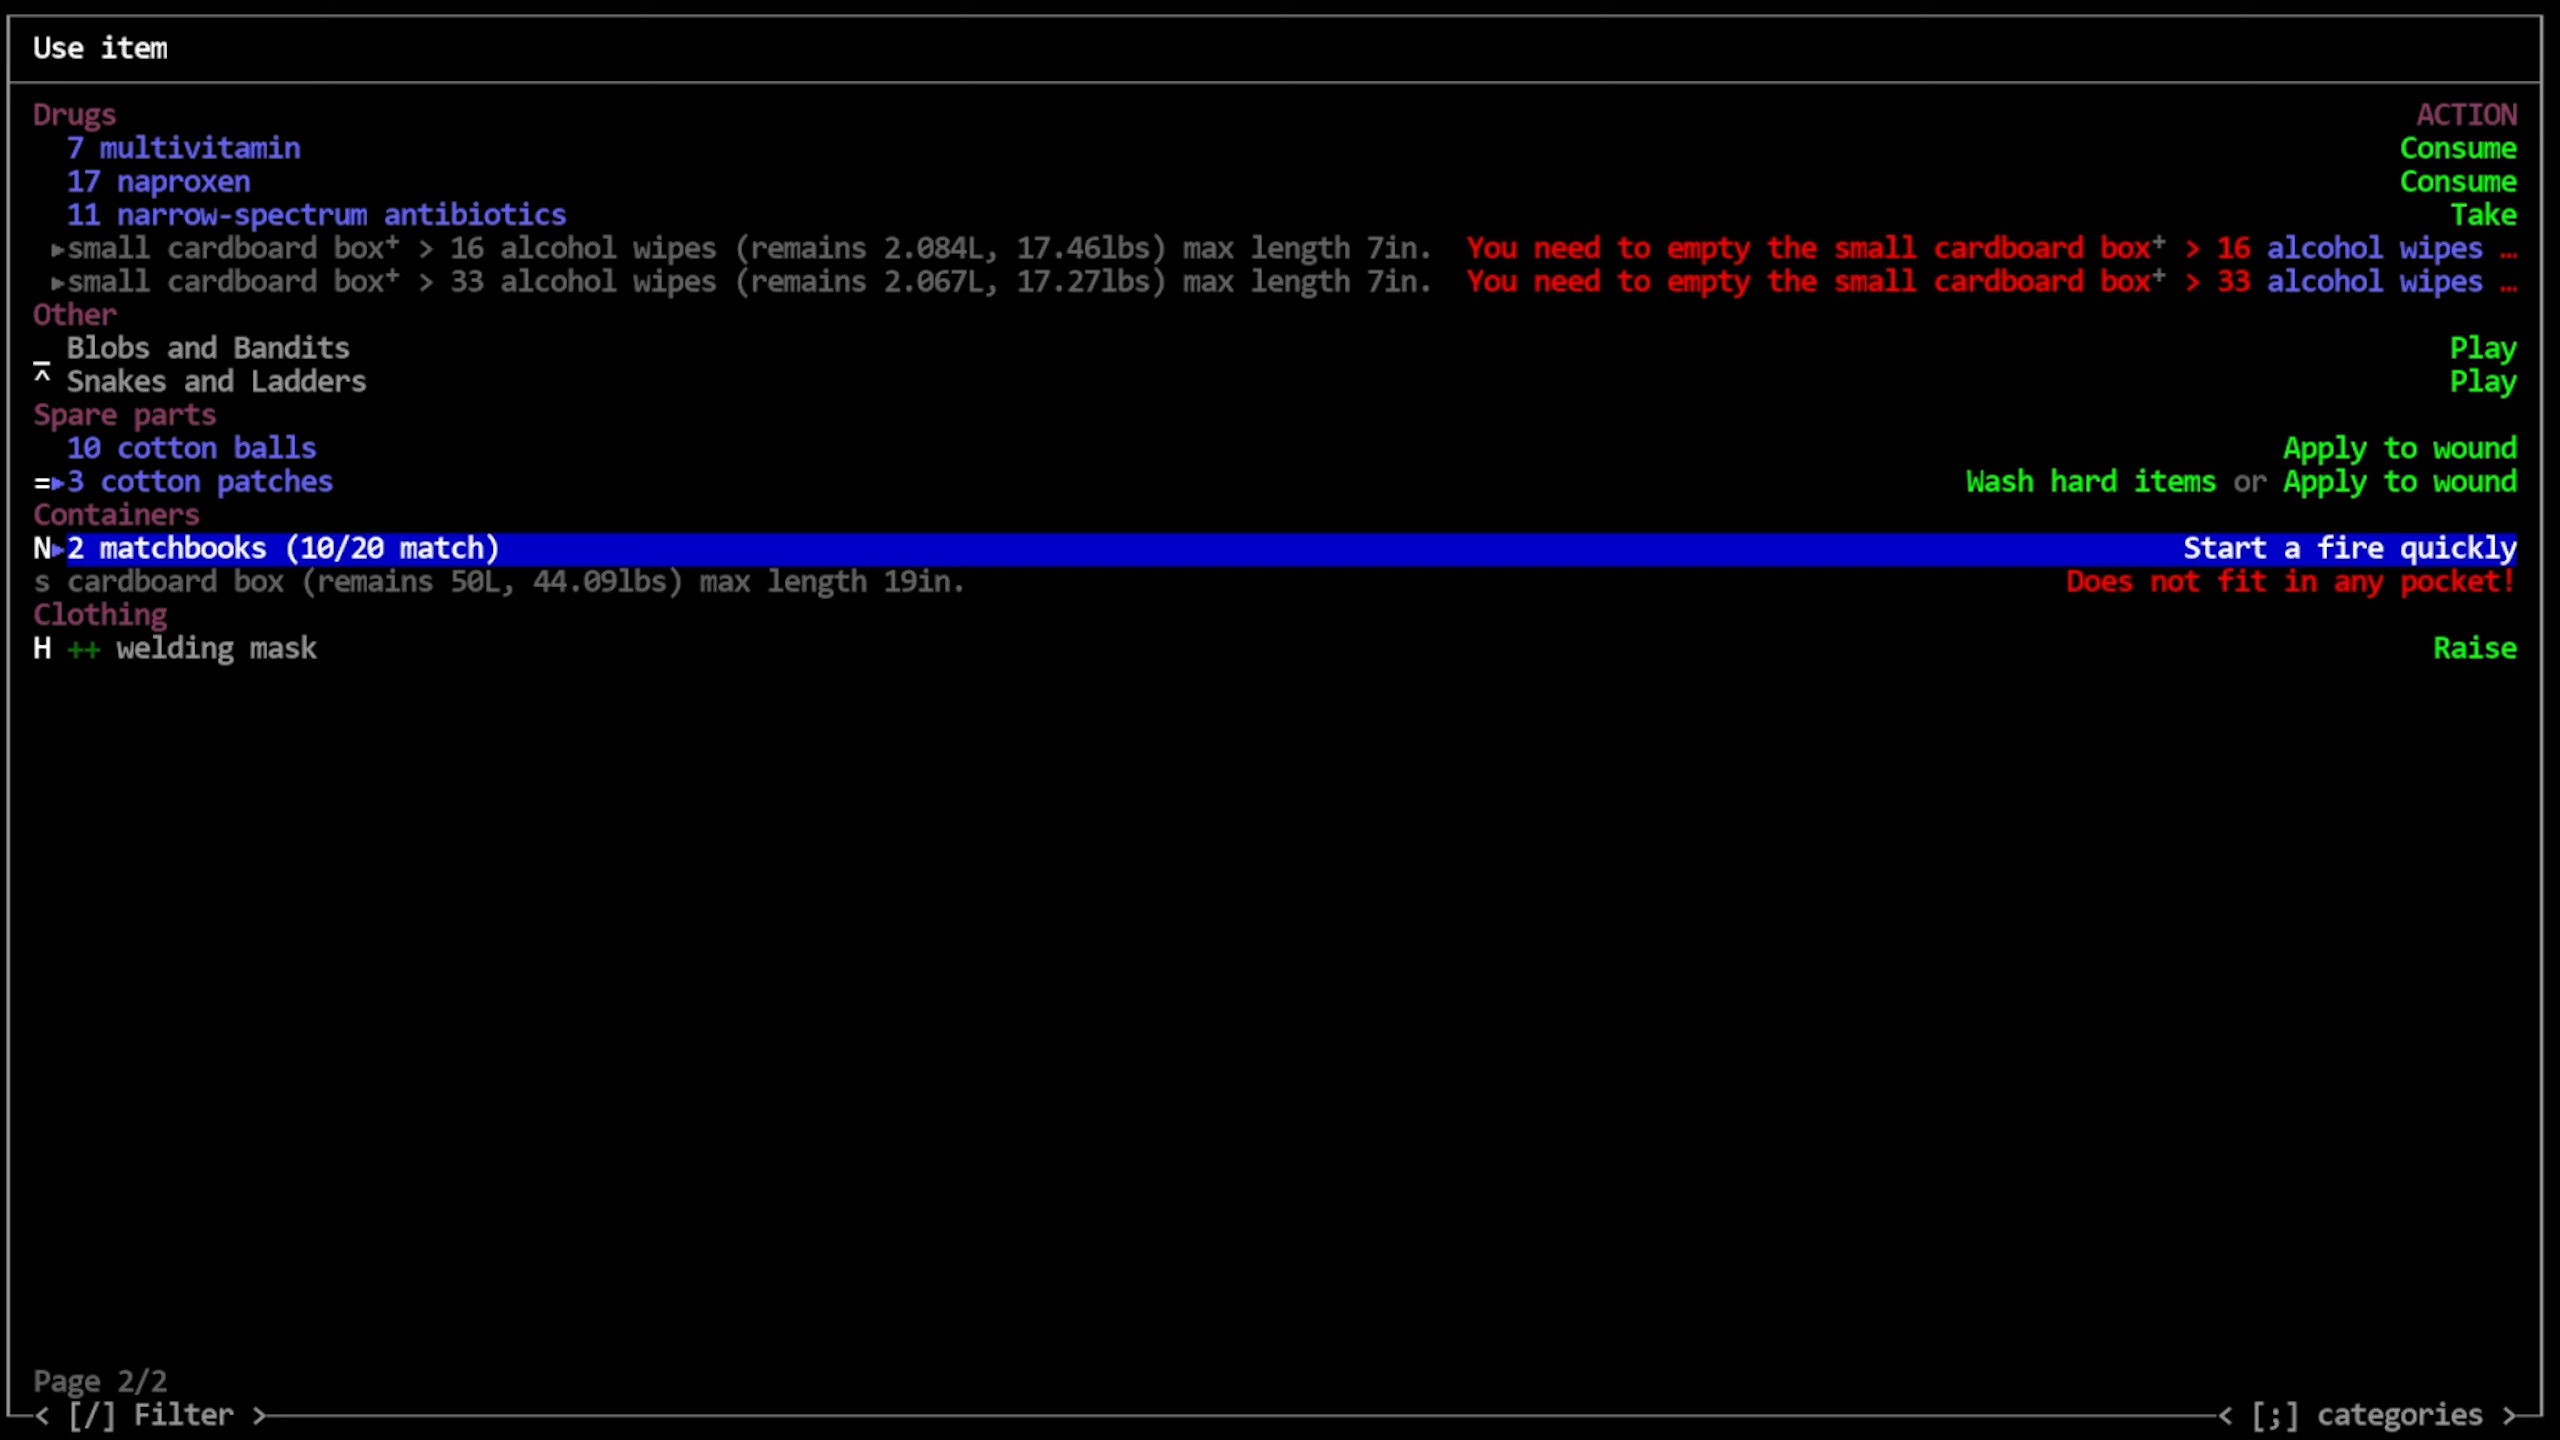 Use item
Drugs ACTION
7 multivitamin Consume
17 naproxen Consume
11 narrow-spectrum antibiotics Take
▸small cardboard box⁺ > 16 alcohol wipes (remains 2.084L, 17.46lbs) max length 7in. You need to empty the small cardboard box⁺ > 16 alcohol wipes …
▸small cardboard box⁺ > 33 alcohol wipes (remains 2.067L, 17.27lbs) max length 7in. You need to empty the small cardboard box⁺ > 33 alcohol wipes …
Other
_ Blobs and Bandits Play
^ Snakes and Ladders Play
Spare parts
10 cotton balls Apply to wound
=▸3 cotton patches Wash hard items or Apply to wound
Containers
N▸2 matchbooks (10/20 match) Start a fire quickly
s cardboard box (remains 50L, 44.09lbs) max length 19in. Does not fit in any pocket!
Clothing
H ++ welding mask Raise
Page 2/2
< [/] Filter > < [;] categories >